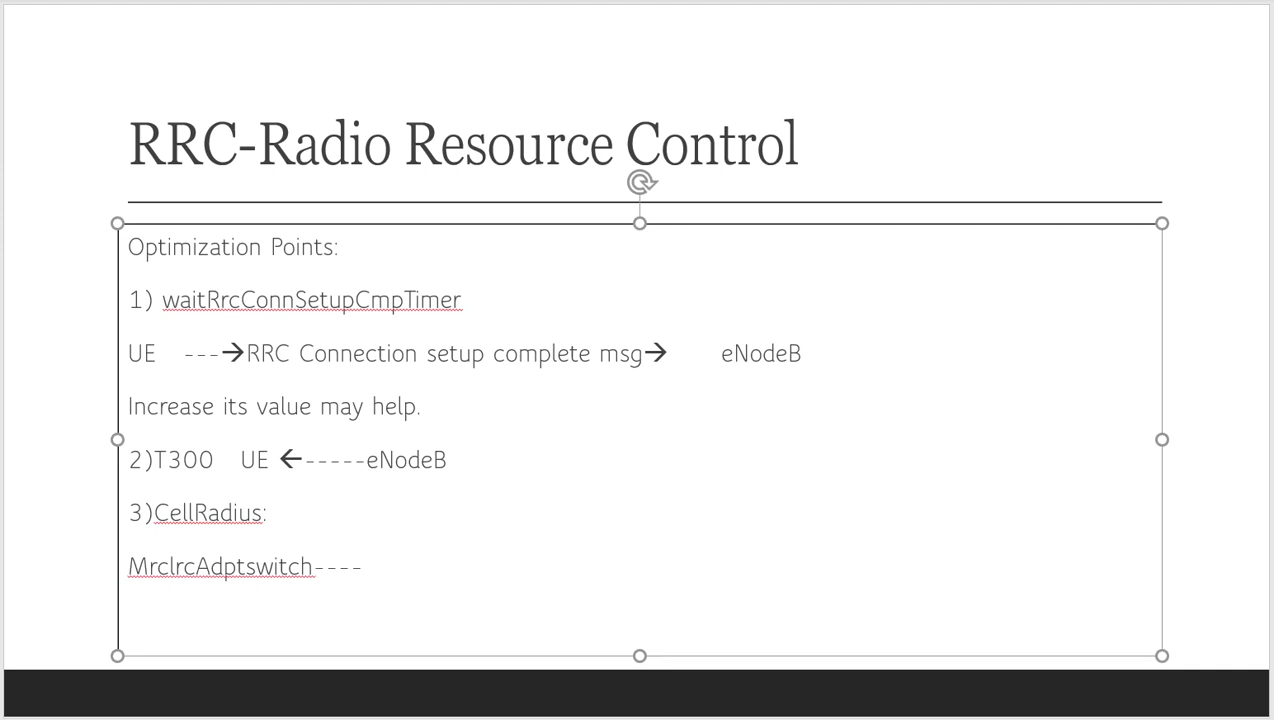 RRC-Radio Resource Control
Optimization Points:
1) waitRrcConnSetupCmpTimer
UE ---→RRC Connection setup complete msg→ eNodeB
Increase its value may help.
2)T300 UE ←-----eNodeB
3)CellRadius:
MrclrcAdptswitch----